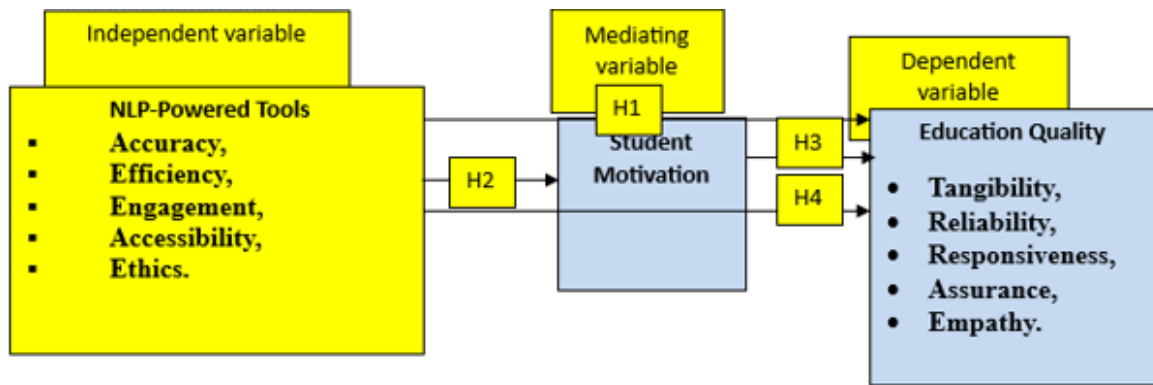 Independent variable
NLP-Powered Tools
▪ Accuracy,
▪ Efficiency,
▪ Engagement,
▪ Accessibility,
▪ Ethics.
H2
Mediating
variable
H1
Student
Motivation
H3
H4
Dependent
variable
Education Quality
• Tangibility,
• Reliability,
• Responsiveness,
• Assurance,
• Empathy.